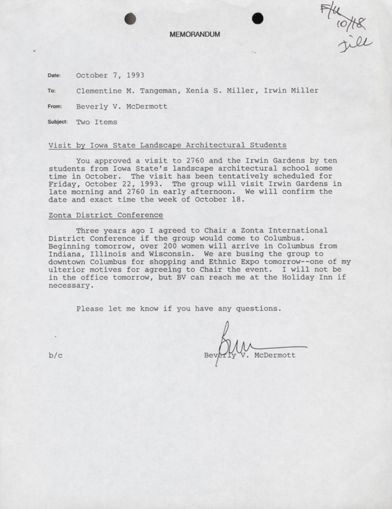 F/U
10/18
Jill
MEMORANDUM
Date: October 7, 1993
To: Clementine M. Tangeman, Xenia S. Miller, Irwin Miller
From: Beverly V. McDermott
Subject: Two Items
Visit by Iowa State Landscape Architectural Students
You approved a visit to 2760 and the Irwin Gardens by ten
students from Iowa State's landscape architectural school some
time in October. The visit has been tentatively scheduled for
Friday, October 22, 1993. The group will visit Irwin Gardens in
late morning and 2760 in early afternoon. We will confirm the
date and exact time the week of October 18.
Zonta District Conference
Three years ago I agreed to Chair a Zonta International
District Conference if the group would come to Columbus.
Beginning tomorrow, over 200 women will arrive in Columbus from
Indiana, Illinois and Wisconsin. We are busing the group to
downtown Columbus for shopping and Ethnic Expo tomorrow--one of my
ulterior motives for agreeing to Chair the event. I will not be
in the office tomorrow, but BV can reach me at the Holiday Inn if
necessary.
Please let me know if you have any questions.
b/c
Bev
Beverly V. McDermott